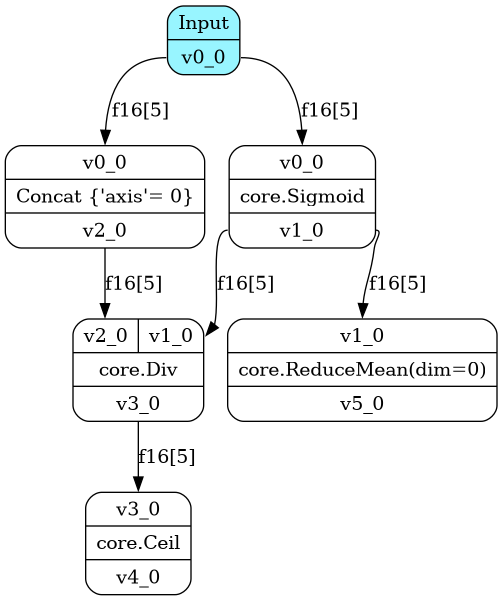 Input
v0_0
f16[5]
f16[5]
v0_0
Concat {'axis'= 0}
v2_0
v0_0
core.Sigmoid
v1_0
f16[5]
f16[5]
f16[5]
v2_0 v1_0
core.Div
v3_0
v1_0
core.ReduceMean(dim=0)
v5_0
f16[5]
v3_0
core.Ceil
v4_0